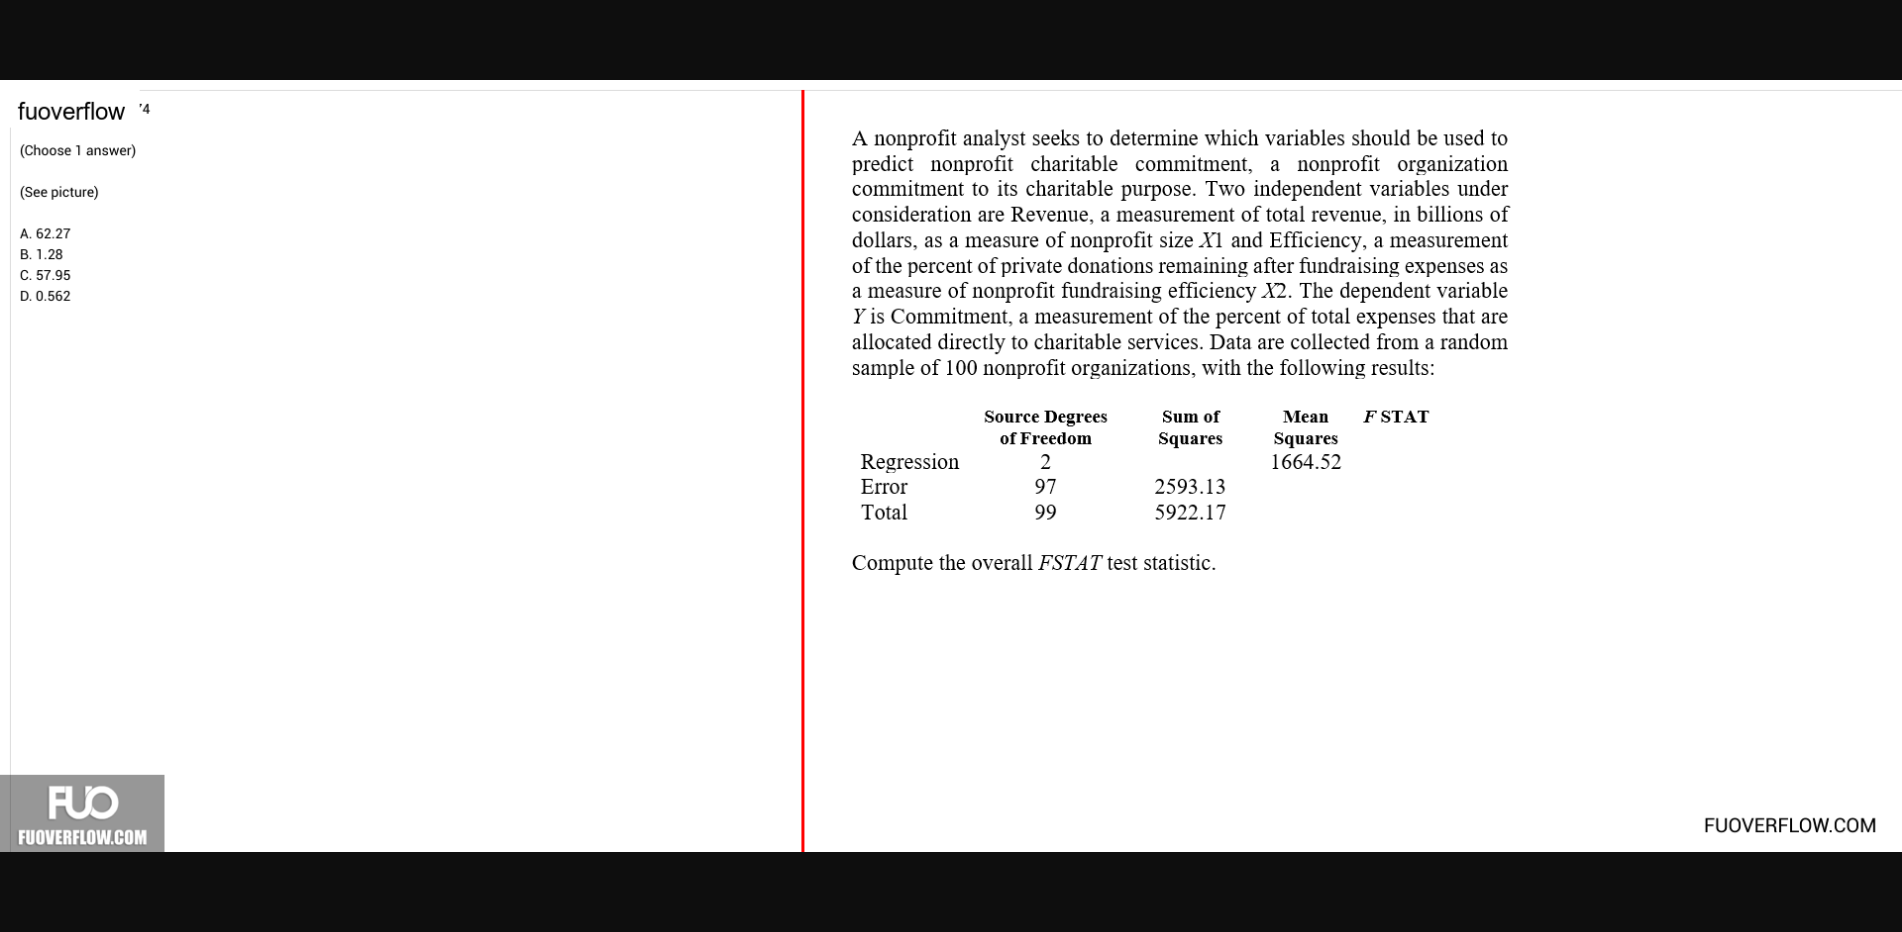 fuoverflow '4
(Choose 1 answer)
(See picture)
A. 62.27
B. 1.28
C. 57.95
D. 0.562
A nonprofit analyst seeks to determine which variables should be used to
predict nonprofit charitable commitment, a nonprofit organization
commitment to its charitable purpose. Two independent variables under
consideration are Revenue, a measurement of total revenue, in billions of
dollars, as a measure of nonprofit size X1 and Efficiency, a measurement
of the percent of private donations remaining after fundraising expenses as
a measure of nonprofit fundraising efficiency X2. The dependent variable
Y is Commitment, a measurement of the percent of total expenses that are
allocated directly to charitable services. Data are collected from a random
sample of 100 nonprofit organizations, with the following results:
Source Degrees Sum of Mean F STAT
of Freedom Squares Squares
Regression 2 1664.52
Error 97 2593.13
Total 99 5922.17
Compute the overall FSTAT test statistic.
FUO
FUOVERFLOW.COM
FUOVERFLOW.COM